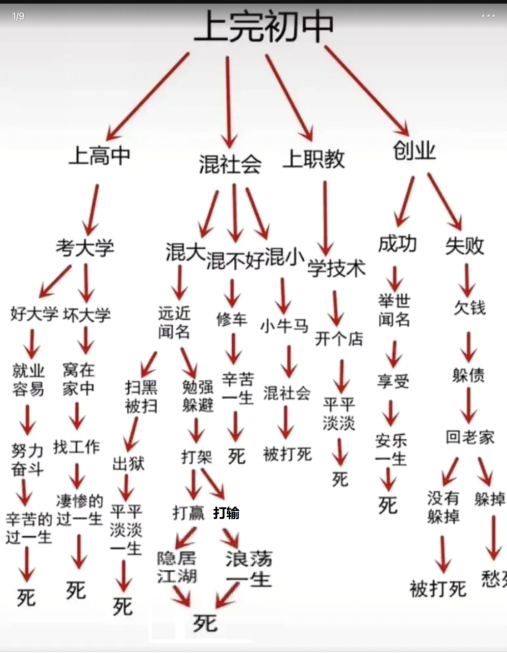 1/9
上完初中
上高中
混社会
上职教
创业
考大学
混大
混不好
混小
学技术
成功
失败
好大学
坏大学
远近
闻名
修车
小牛马
开个店
举世
闻名
欠钱
就业
容易
窝在
家中
扫黑
被扫
勉强
躲避
辛苦
一生
混社会
平平
淡淡
享受
躲债
努力
奋斗
找工作
出狱
打架
死
被打死
死
安乐
一生
回老家
辛苦的
过一生
凄惨的
过一生
平平
淡淡
一生
打赢
打输
死
没有
躲掉
躲掉
隐居
江湖
浪荡
一生
死
死
死
死
被打死
愁死